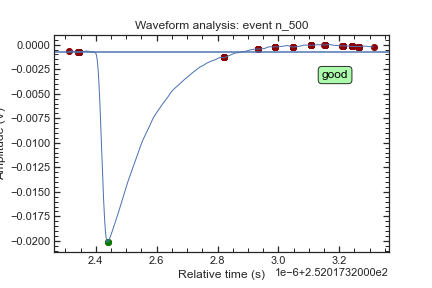 Waveform analysis: event n_500
0.0000
−0.0025
−0.0050
−0.0075
−0.0100
−0.0125
−0.0150
−0.0175
−0.0200
Amplitude (V)
good
2.4 2.6 2.8 3.0 3.2
1e−6+2.5201732000e2
Relative time (s)